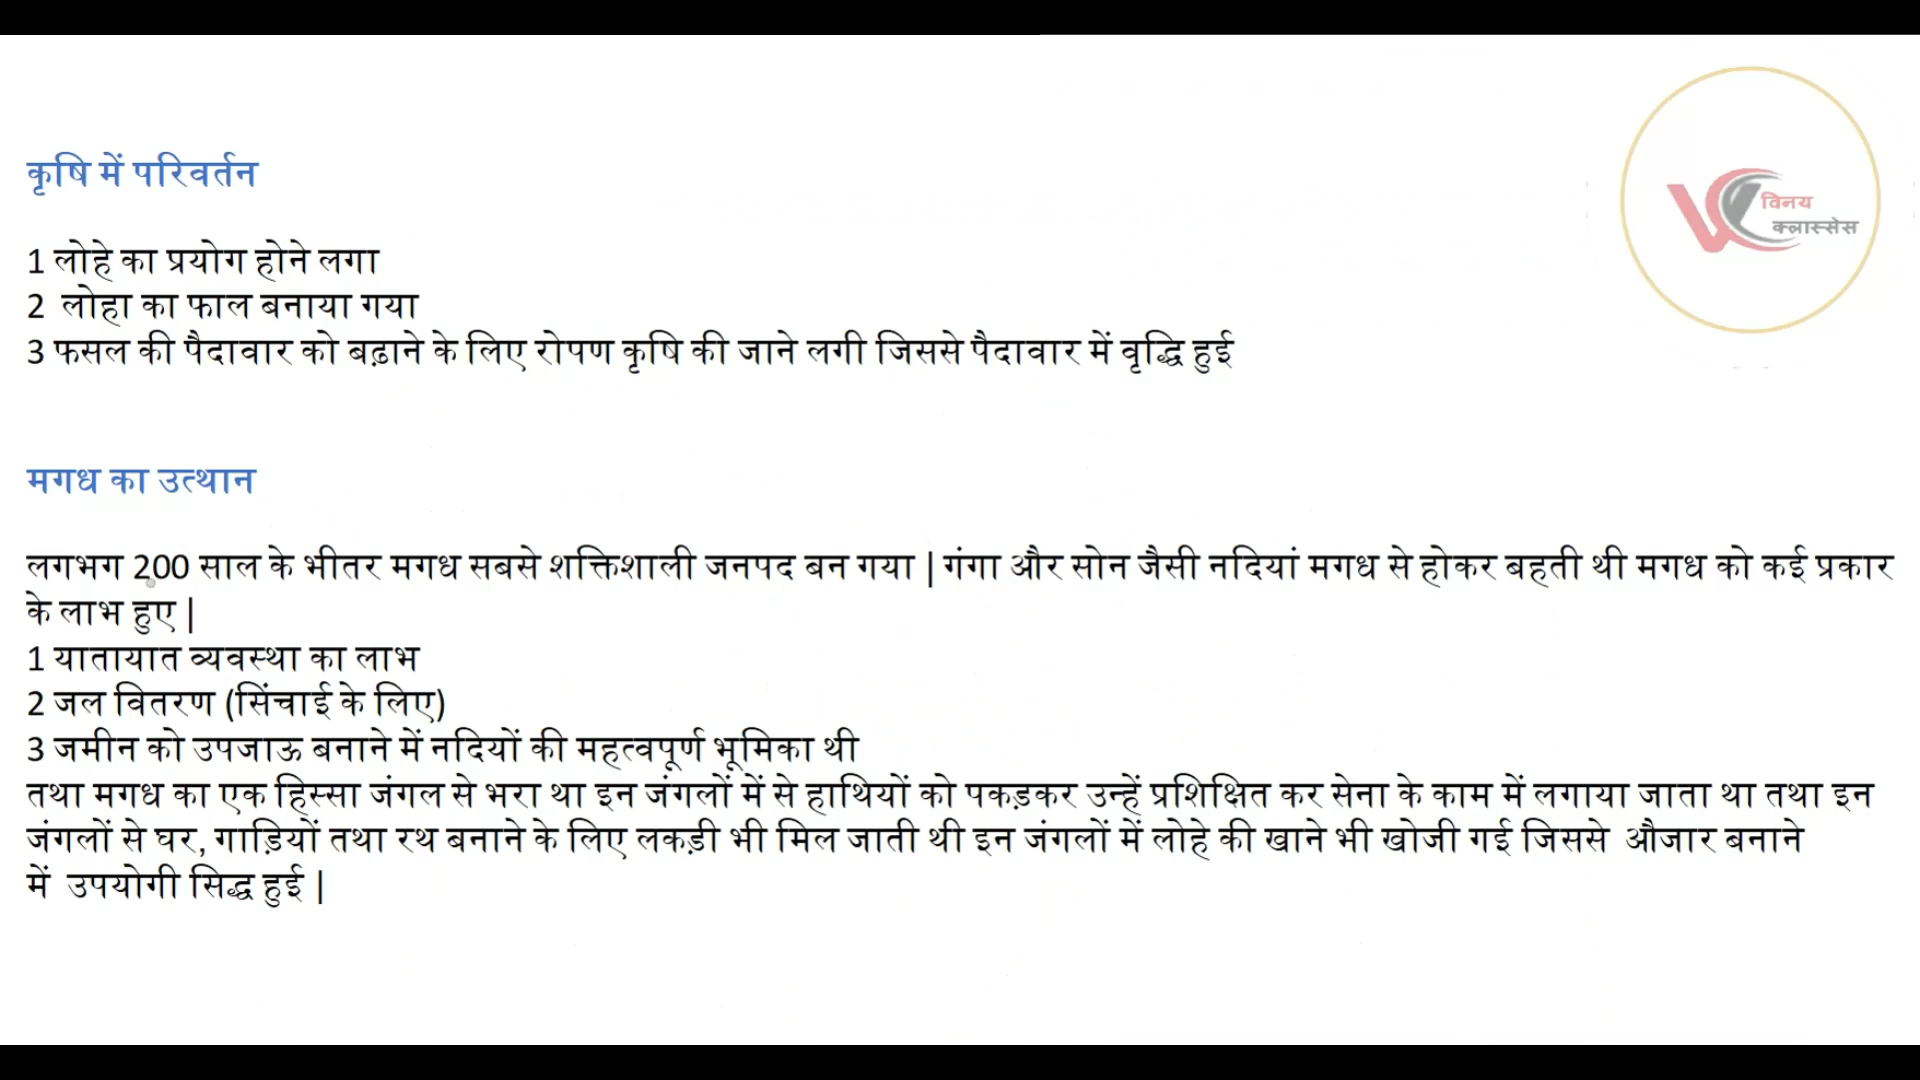 विनय
क्लास्सेस
कृषि में परिवर्तन
1 लोहे का प्रयोग होने लगा
2 लोहा का फाल बनाया गया
3 फसल की पैदावार को बढ़ाने के लिए रोपण कृषि की जाने लगी जिससे पैदावार में वृद्धि हुई
मगध का उत्थान
लगभग 200 साल के भीतर मगध सबसे शक्तिशाली जनपद बन गया | गंगा और सोन जैसी नदियां मगध से होकर बहती थी मगध को कई प्रकार
के लाभ हुए |
1 यातायात व्यवस्था का लाभ
2 जल वितरण (सिंचाई के लिए)
3 जमीन को उपजाऊ बनाने में नदियों की महत्वपूर्ण भूमिका थी
तथा मगध का एक हिस्सा जंगल से भरा था इन जंगलों में से हाथियों को पकड़कर उन्हें प्रशिक्षित कर सेना के काम में लगाया जाता था तथा इन
जंगलों से घर, गाड़ियों तथा रथ बनाने के लिए लकड़ी भी मिल जाती थी इन जंगलों में लोहे की खाने भी खोजी गई जिससे औजार बनाने
में उपयोगी सिद्ध हुई |